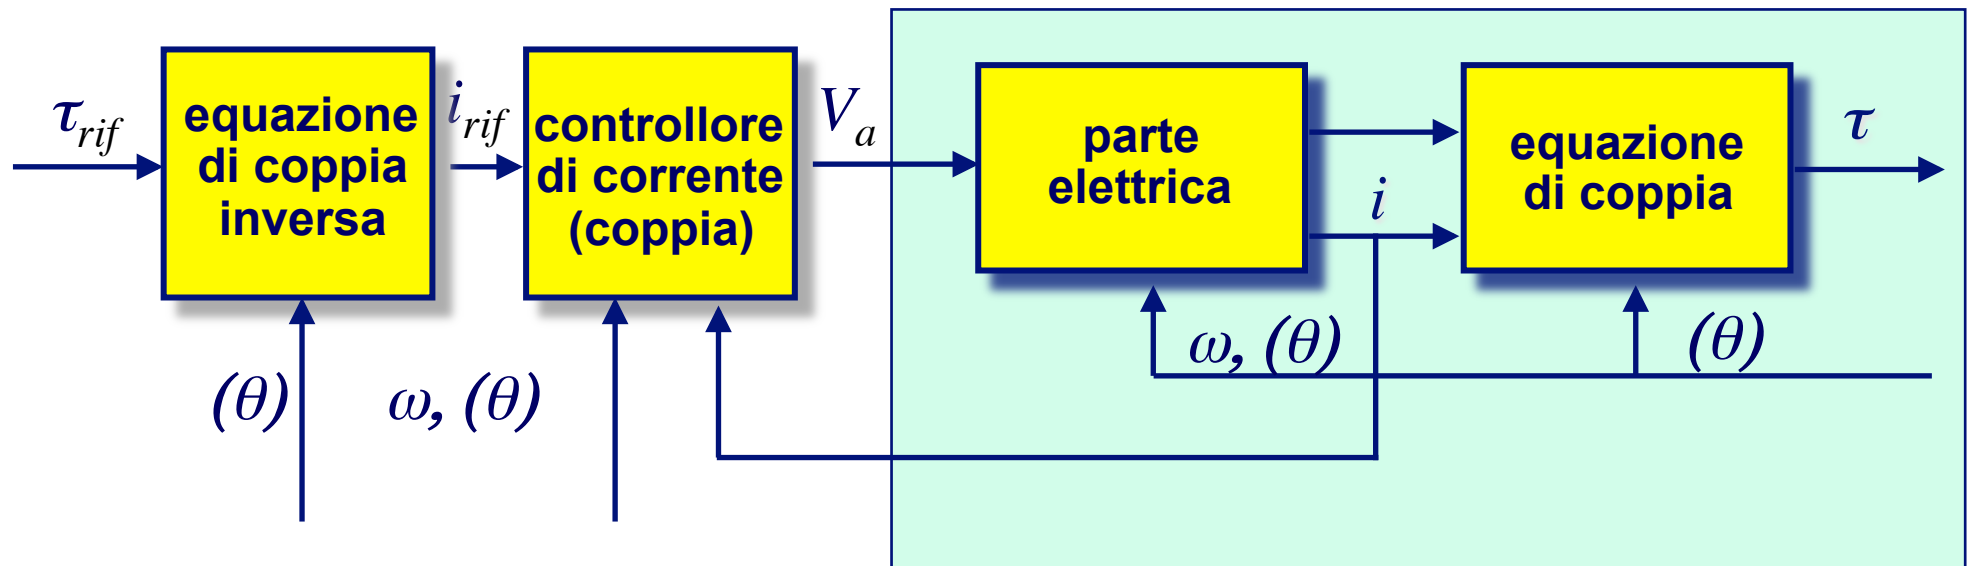 τrif
equazione
di coppia
inversa
irif
controllore
di corrente
(coppia)
Va
parte
elettrica
i
equazione
di coppia
τ
(θ)
ω, (θ)
ω, (θ)
(θ)